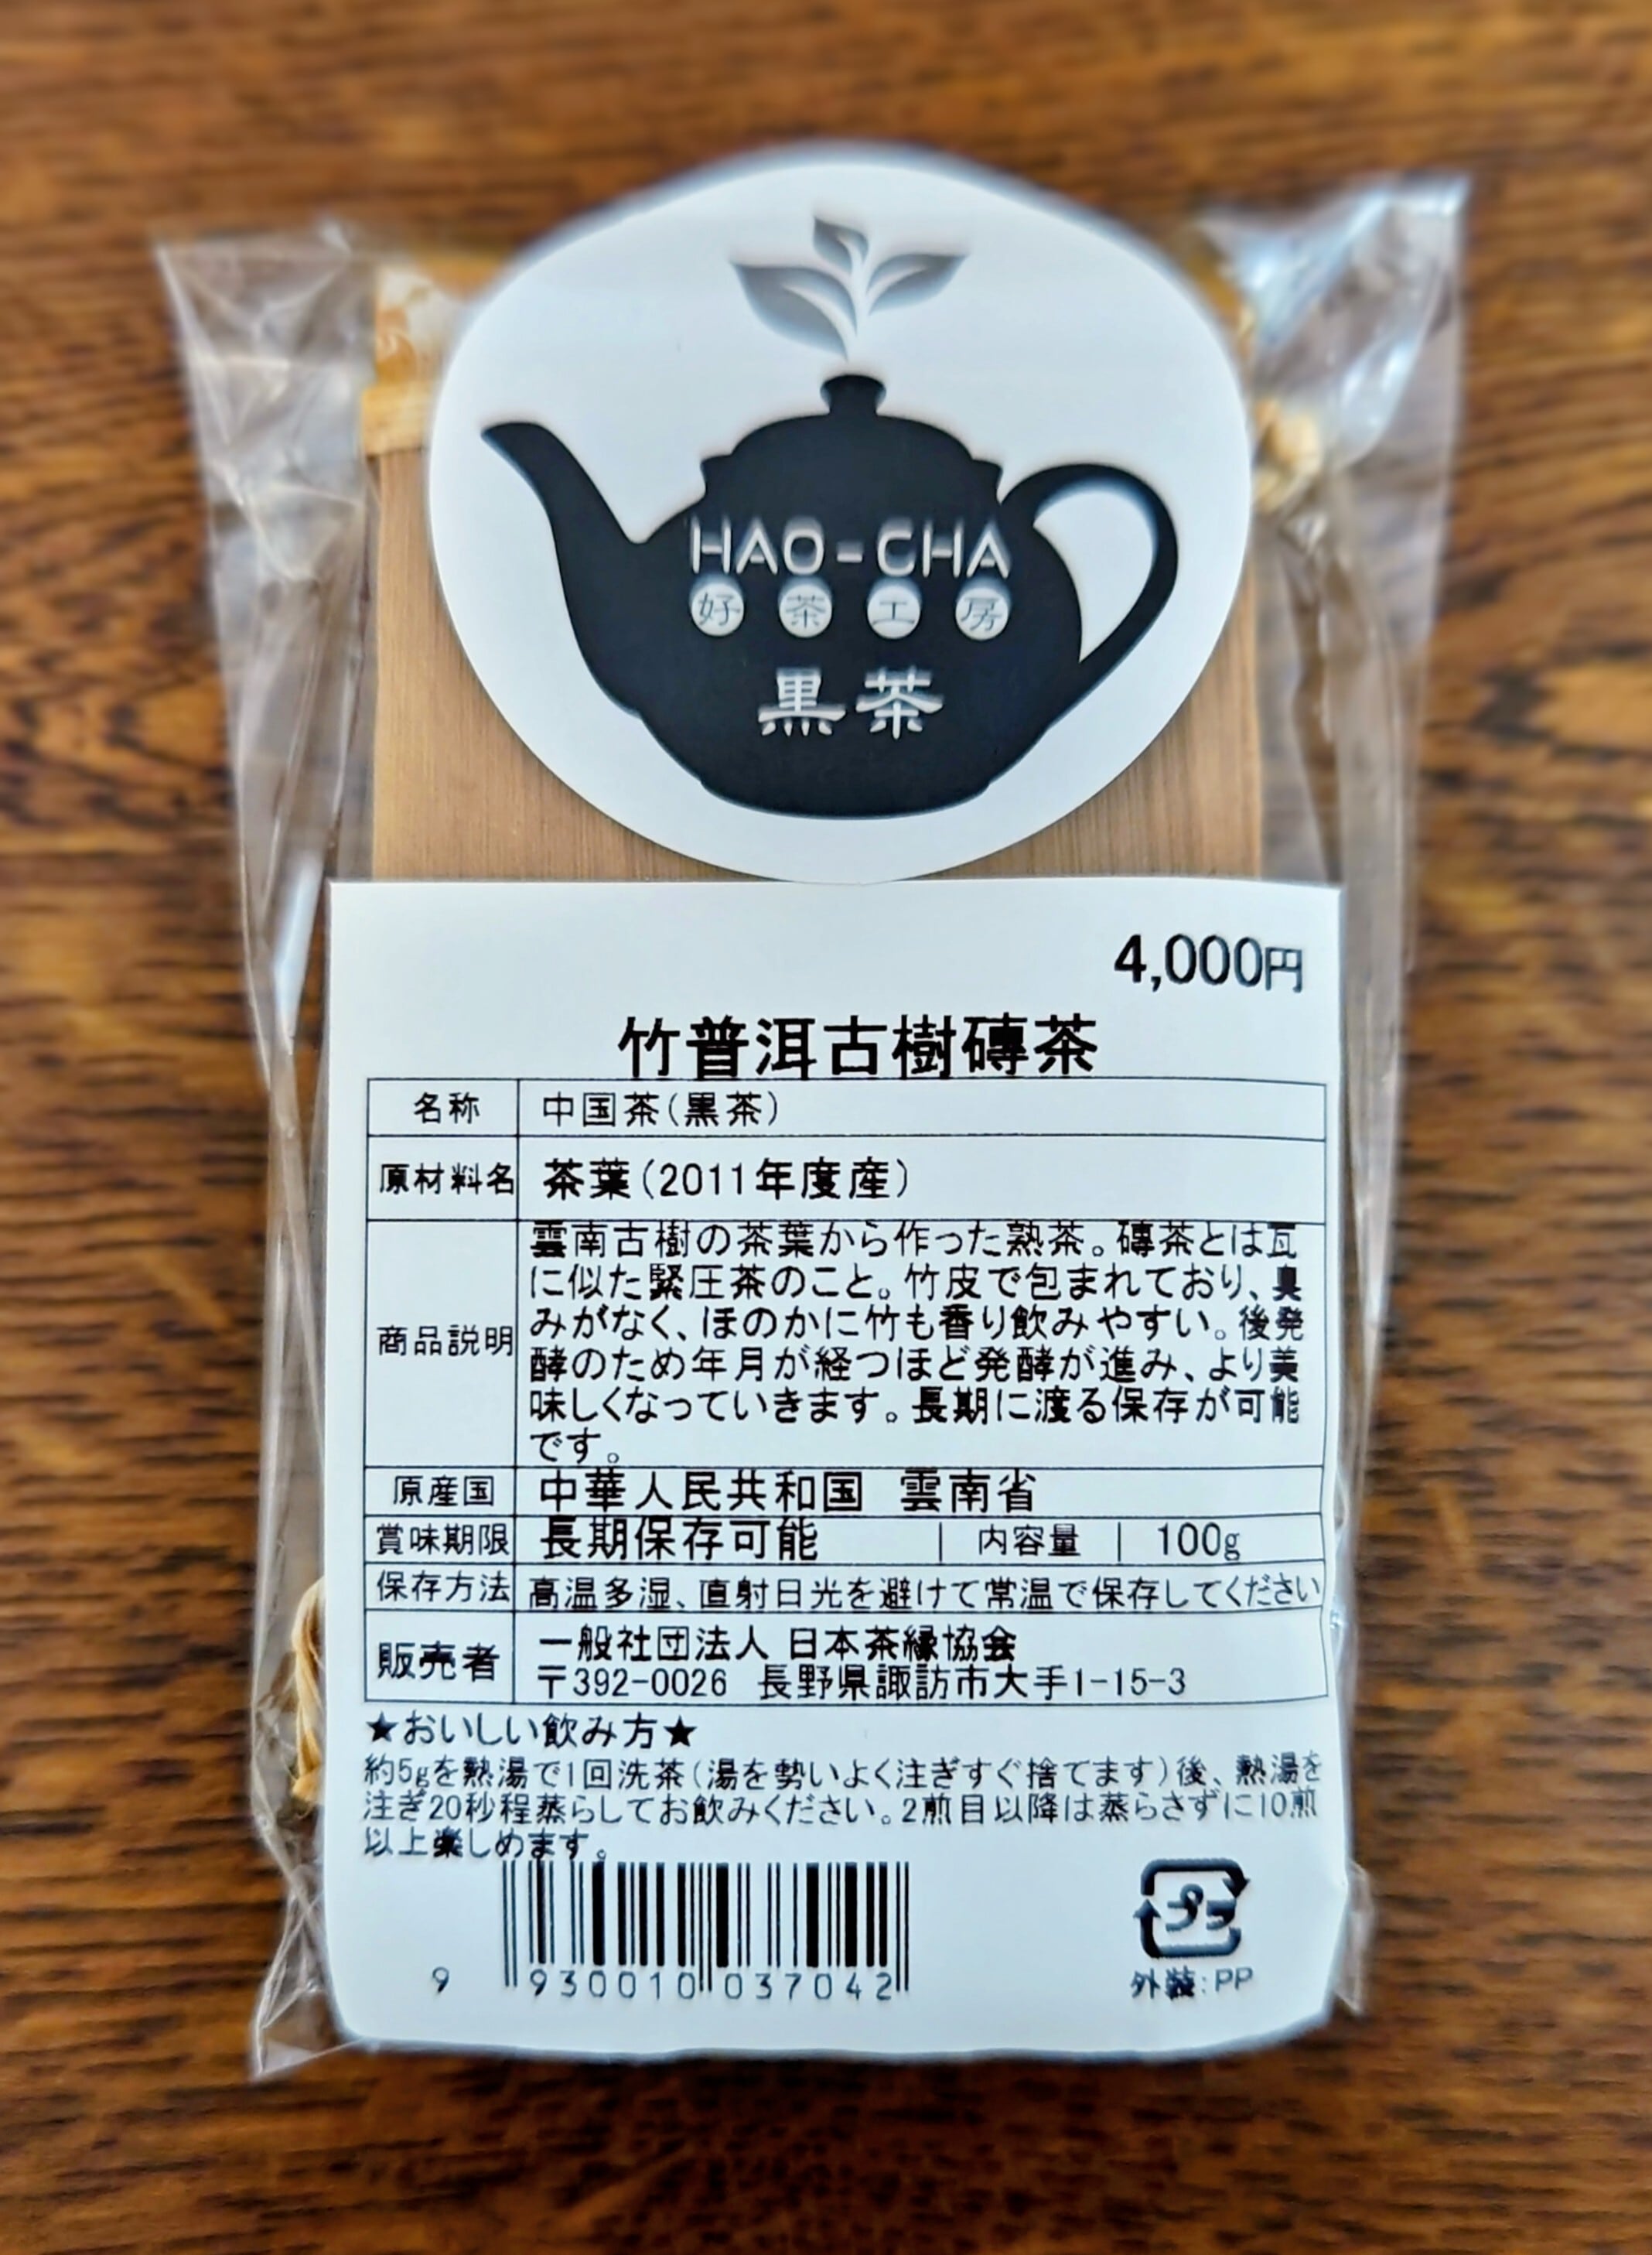 HAO-CHA
好茶工房
黒茶
4,000円
竹普洱古樹磚茶
名称 中国茶(黒茶)
原材料名 茶葉(2011年度産)
商品説明
雲南古樹の茶葉から作った熟茶。磚茶とは瓦
に似た緊圧茶のこと。竹皮で包まれており、臭
みがなく、ほのかに竹も香り飲みやすい。後発
酵のため年月が経つほど発酵が進み、より美
味しくなっていきます。長期に渡る保存が可能
です。
原産国 中華人民共和国 雲南省
賞味期限 長期保存可能 | 内容量 | 100g
保存方法 高温多湿、直射日光を避けて常温で保存してください
販売者 一般社団法人 日本茶縁協会
〒392-0026 長野県諏訪市大手1-15-3
★おいしい飲み方★
約5gを熱湯で1回洗茶(湯を勢いよく注ぎすぐ捨てます)後、熱湯を
注ぎ20秒程蒸らしてお飲みください。2煎目以降は蒸らさずに10煎
以上楽しめます。
9 930010 037042
プラ
外装:PP